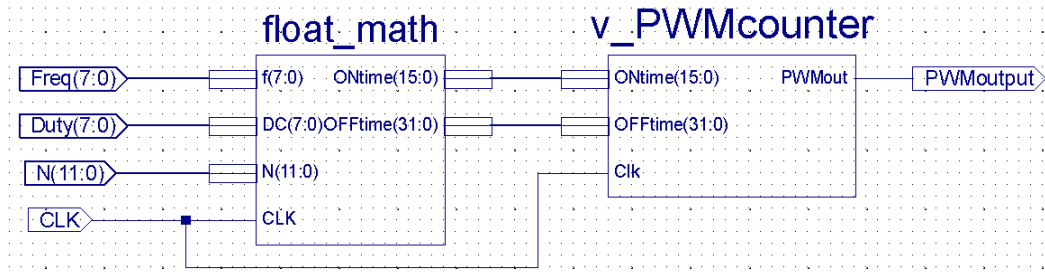 float_math
v_PWMcounter
Freq(7:0)
f(7:0)
ONtime(15:0)
ONtime(15:0)
PWMout
PWMoutput
Duty(7:0)
DC(7:0)
OFFtime(31:0)
OFFtime(31:0)
N(11:0)
N(11:0)
Clk
CLK
CLK